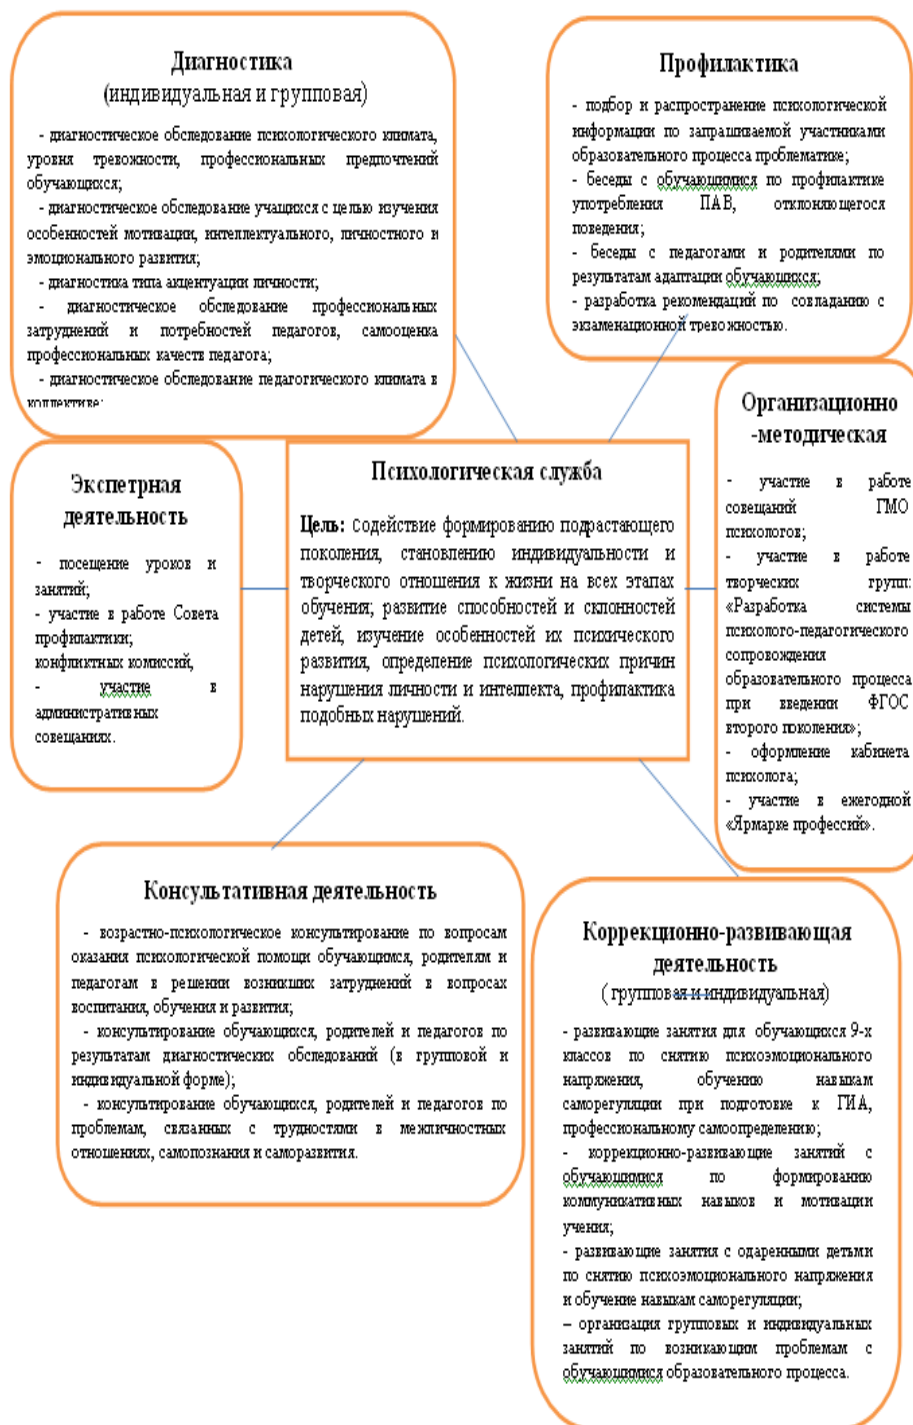 Диагностика
(индивидуальная и групповая)
- диагностическое обследование психологического климата,
уровня тревожности, профессиональных предпочтений
обучающихся;
- диагностическое обследование учащихся с целью изучения
особенностей мотивации, интеллектуального, личностного и
эмоционального развития;
- диагностика типа акцентуации личности;
- диагностическое обследование профессиональных
затруднений и потребностей педагогов, самооценка
профессиональных качеств педагога;
- диагностическое обследование педагогического климата в
коллективе;
Профилактика
- подбор и распространение психологической
информации по запрашиваемой участниками
образовательного процесса проблематике;
- беседы с обучающимися по профилактике
употребления ПАВ, отклоняющегося
поведения;
- беседы с педагогами и родителями по
результатам адаптации обучающихся;
- разработка рекомендаций по совладанию с
экзаменационной тревожностью.
Экспетрная
деятельность
- посещение уроков и
занятий;
- участие в работе Совета
профилактики;
конфликтных комиссий,
- участие в
административных
совещаниях.
Психологическая служба
Цель: Содействие формированию подрастающего
поколения, становлению индивидуальности и
творческого отношения к жизни на всех этапах
обучения; развитие способностей и склонностей
детей, изучение особенностей их психического
развития, определение психологических причин
нарушения личности и интеллекта, профилактика
подобных нарушений.
Организационно
-методическая
- участие в работе
совещаний ГМО
психологов;
- участие в работе
творческих групп:
«Разработка системы
психолого-педагогического
сопровождения
образовательного процесса
при введении ФГОС
второго поколения»;
- оформление кабинета
психолога;
- участие в ежегодной
«Ярмарке профессий».
Консультативная деятельность
- возрастно-психологическое консультирование по вопросам
оказания психологической помощи обучающимся, родителям и
педагогам в решении возникших затруднений в вопросах
воспитания, обучения и развития;
- консультирование обучающихся, родителей и педагогов по
результатам диагностических обследований (в групповой и
индивидуальной форме);
- консультирование обучающихся, родителей и педагогов по
проблемам, связанных с трудностями в межличностных
отношениях, самопознания и саморазвития.
Коррекционно-развивающая
деятельность
( групповая и индивидуальная)
- развивающие занятия для обучающихся 9-х
классов по снятию психоэмоционального
напряжения, обучению навыкам
саморегуляции при подготовке к ГИА,
профессиональному самоопределению;
- коррекционно-развивающие занятий с
обучающимися по формированию
коммуникативных навыков и мотивации
учения;
- развивающие занятия с одаренными детьми
по снятию психоэмоционального напряжения
и обучение навыкам саморегуляции;
– организация групповых и индивидуальных
занятий по возникающим проблемам с
обучающимися образовательного процесса.